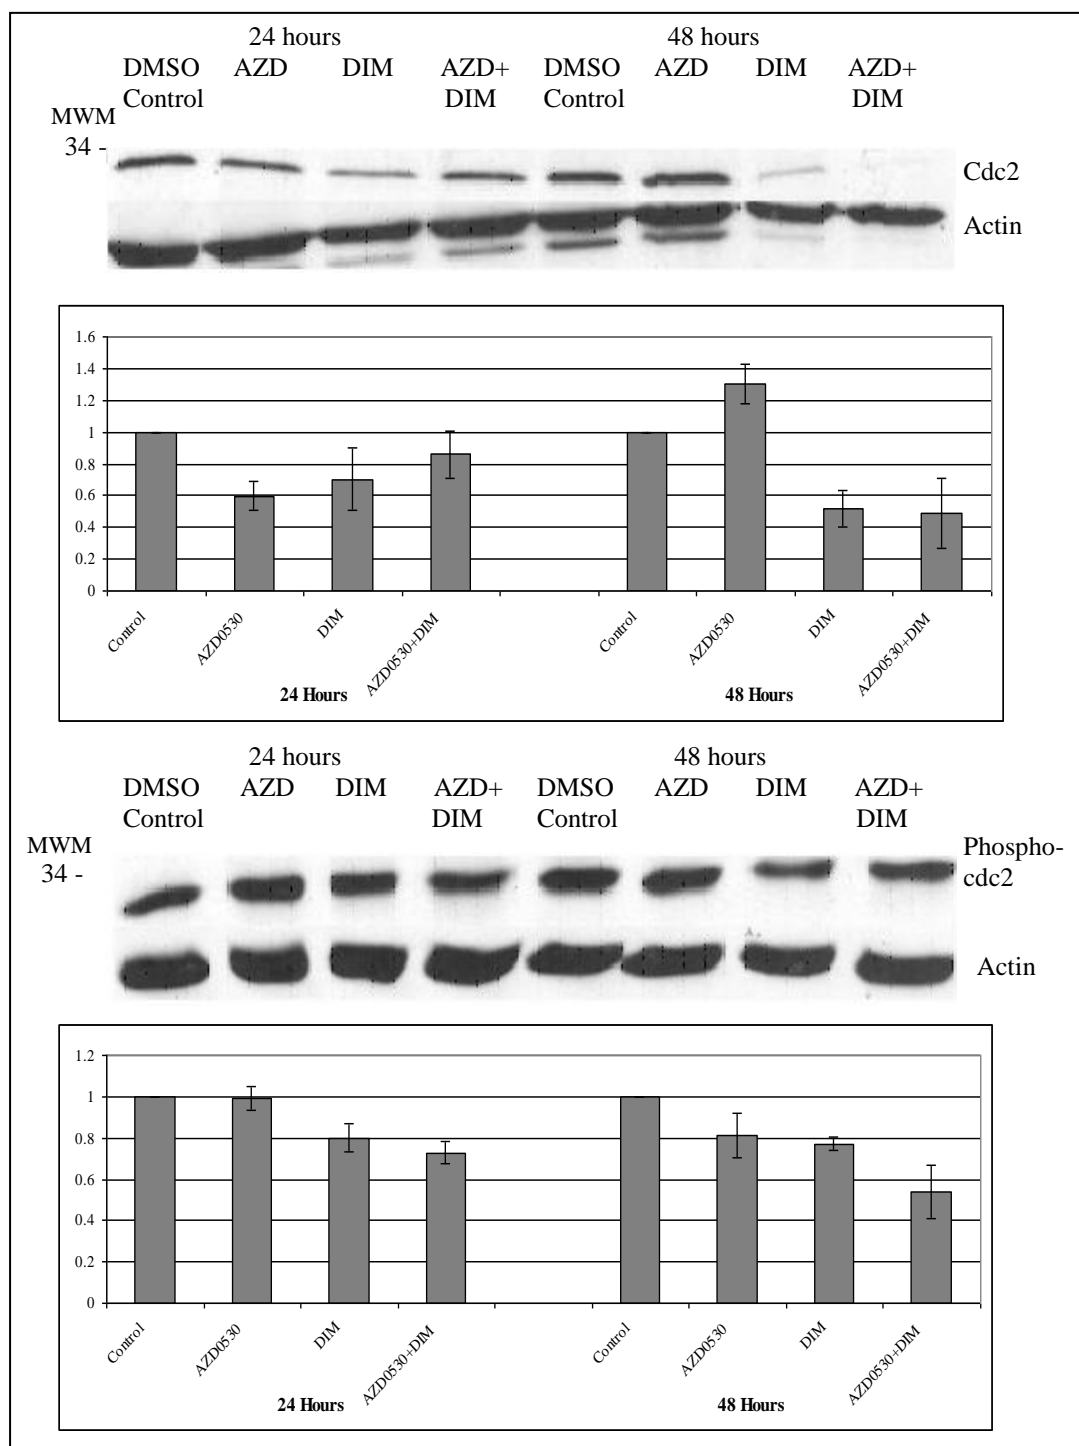 24 hours 48 hours
DMSO AZD DIM AZD+ DMSO AZD DIM AZD+
Control DIM Control DIM
MWM
34 -
Cdc2
Actin
1.6
1.4
1.2
1
0.8
0.6
0.4
0.2
0
Control AZD0530 DIM AZD0530+DIM Control AZD0530 DIM AZD0530+DIM
24 Hours 48 Hours
24 hours 48 hours
DMSO AZD DIM AZD+ DMSO AZD DIM AZD+
Control DIM Control DIM
MWM
34 -
Phospho-
cdc2
Actin
1.2
1
0.8
0.6
0.4
0.2
0
Control AZD0530 DIM AZD0530+DIM Control AZD0530 DIM AZD0530+DIM
24 Hours 48 Hours